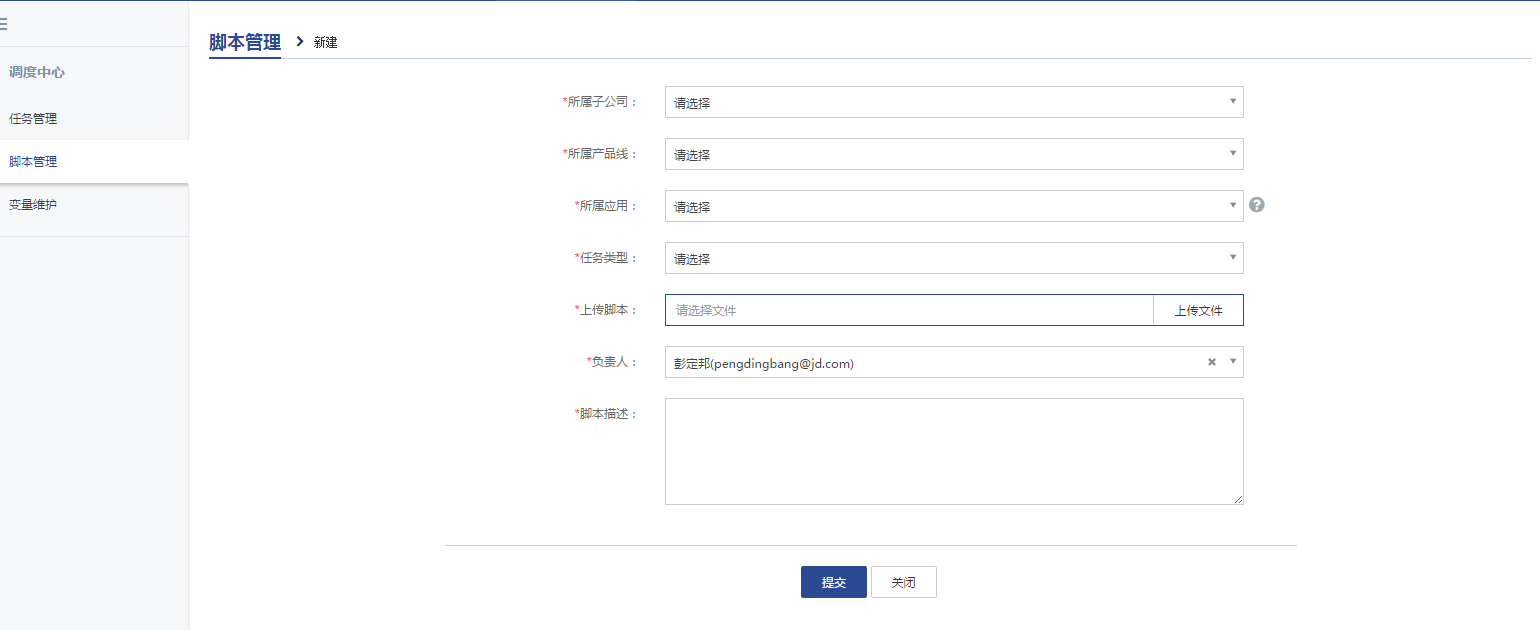 调度中心
任务管理
脚本管理
变量维护
脚本管理 新建
*所属子公司： 请选择
*所属产品线： 请选择
*所属应用： 请选择 ?
*任务类型： 请选择
*上传脚本： 请选择文件 上传文件
*负责人： 彭定邦(pengdingbang@jd.com) ×
*脚本描述：
提交 关闭